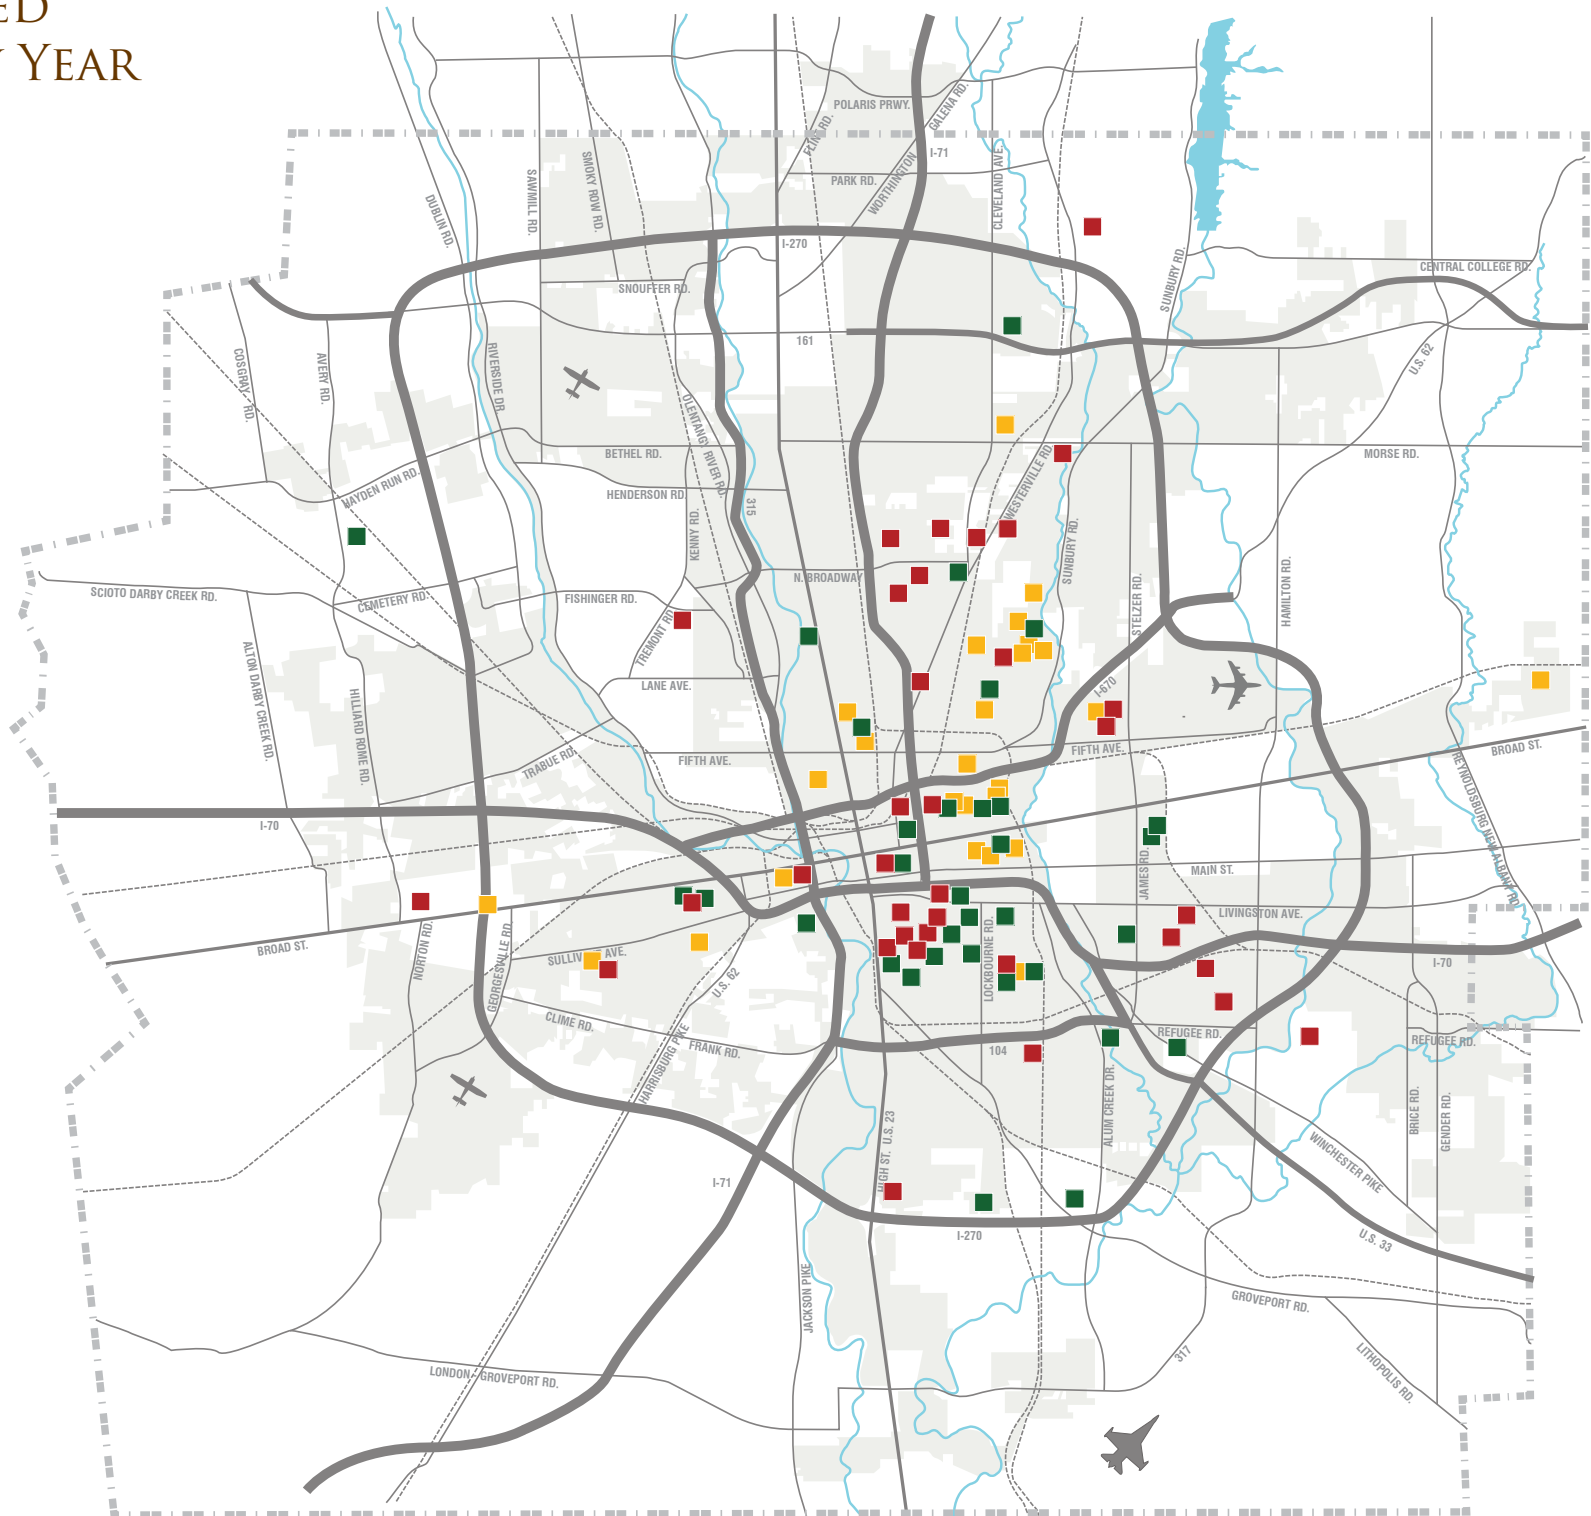 ED
Y YEAR
POLARIS PRWY.
GALENA RD.
FLINT RD.
I-71
WORTHINGTON
PARK RD.
CLEVELAND AVE.
SMOKY ROW RD.
SAWMILL RD.
DUBLIN RD.
I-270
SUNBURY RD.
CENTRAL COLLEGE RD.
SNOUFFER RD.
161
U.S. 62
COSGRAY RD.
AVERY RD.
RIVERSIDE DR.
OLENTANGY RIVER RD.
BETHEL RD.
MORSE RD.
HENDERSON RD.
HAYDEN RUN RD.
315
WESTERVILLE RD.
KENNY RD.
SUNBURY RD.
N. BROADWAY
STELZER RD.
HAMILTON RD.
SCIOTO DARBY CREEK RD.
CEMETERY RD.
FISHINGER RD.
TREMONT RD.
LANE AVE.
I-670
ALTON DARBY CREEK RD.
HILLIARD ROME RD.
TRABUE RD.
FIFTH AVE.
FIFTH AVE.
BROAD ST.
REYNOLDSBURG NEW ALBANY RD.
I-70
JAMES RD.
MAIN ST.
LIVINGSTON AVE.
BROAD ST.
NORTON RD.
GEORGESVILLE RD.
SULLIVANT AVE.
U.S. 62
LOCKBOURNE RD.
I-70
CLIME RD.
FRANK RD.
HARRISBURG PIKE
104
REFUGEE RD.
REFUGEE RD.
ALUM CREEK DR.
BRICE RD.
GENDER RD.
HIGH ST. U.S. 23
WINCHESTER PIKE
I-71
I-270
U.S. 33
JACKSON PIKE
GROVEPORT RD.
317
LITHOPOLIS RD.
LONDON-GROVEPORT RD.